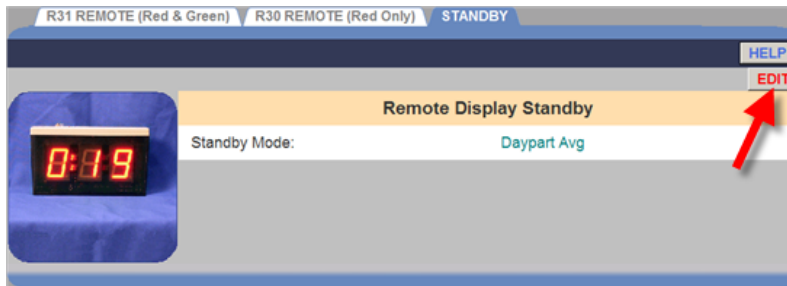 R31 REMOTE (Red & Green) R30 REMOTE (Red Only) STANDBY
HELP
EDIT
Remote Display Standby
Standby Mode: Daypart Avg
0:19